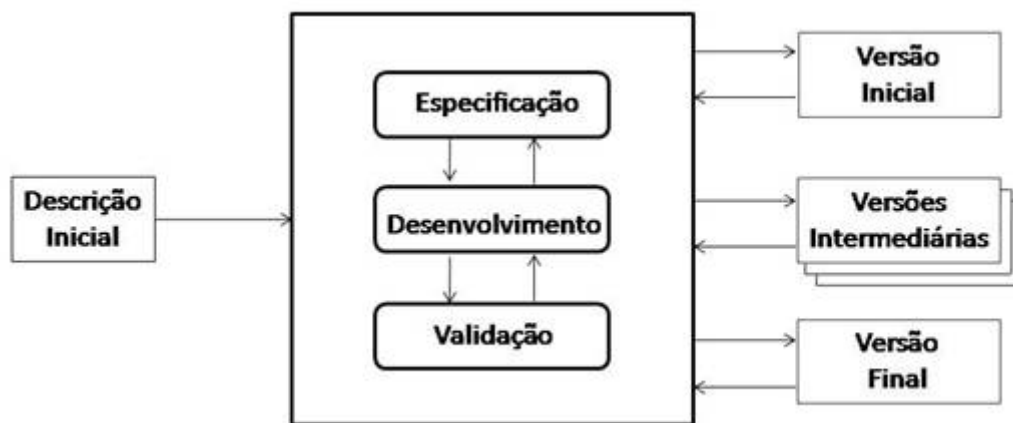 Descrição
Inicial
Especificação
Desenvolvimento
Validação
Versão
Inicial
Versões
Intermediárias
Versão
Final